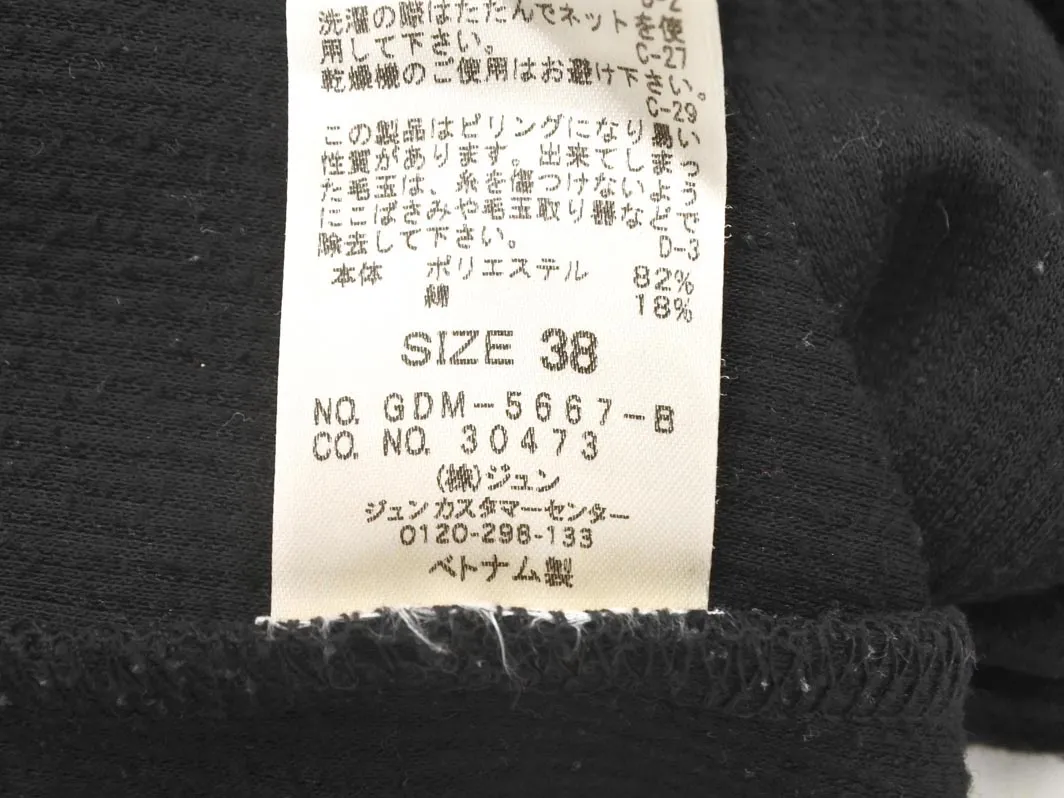 洗濯の際はたたんでネットを使
用して下さい。
C-27
乾燥機のご使用はお避け下さい。
C-29
この製品はピリングになり易い
性質があります。出来てしまっ
た毛玉は、糸を傷つけないよう
にこばさみや毛玉取り器などで
除去して下さい。
D-3
本体 ポリエステル 82%
綿 18%
SIZE 38
NO. GDM-5667-B
CO. NO. 30473
(株)ジュン
ジュンカスタマーセンター
0120-298-133
ベトナム製